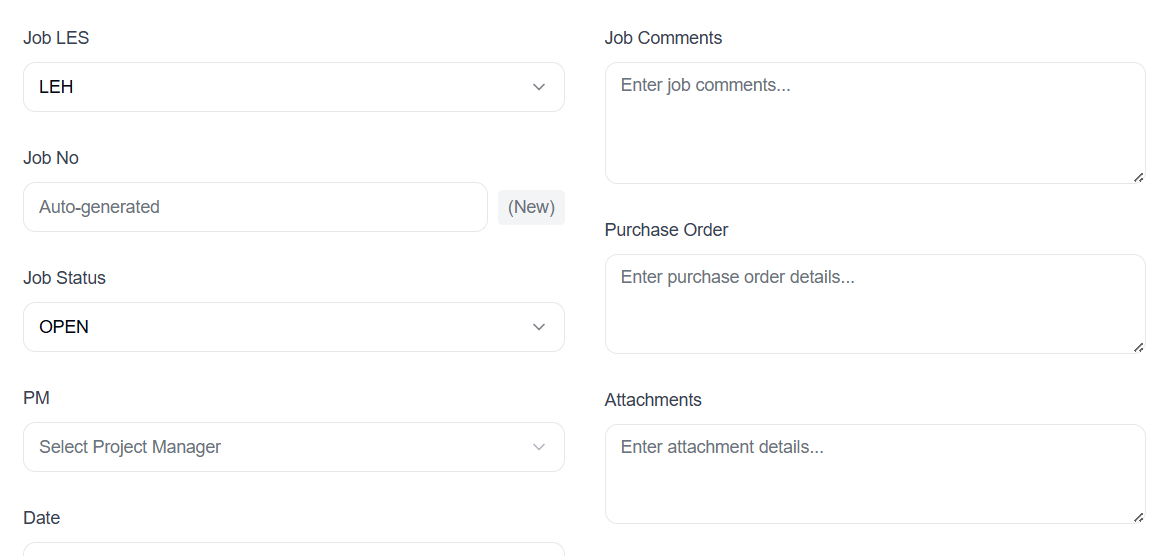 Job LES
LEH
Job No
Auto-generated
(New)
Job Status
OPEN
PM
Select Project Manager
Date
Job Comments
Enter job comments...
Purchase Order
Enter purchase order details...
Attachments
Enter attachment details...